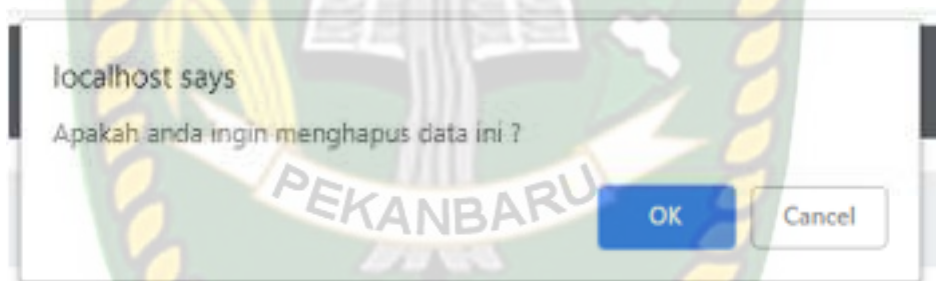 localhost says
Apakah anda ingin menghapus data ini ?
PEKANBARU
OK
Cancel